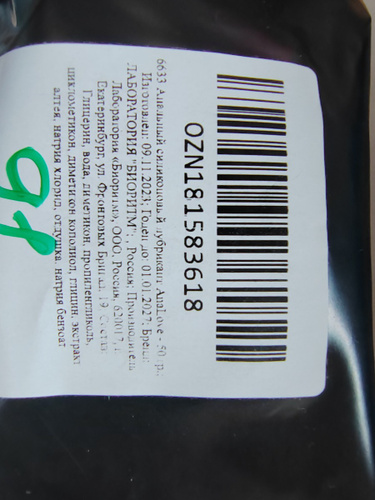 OZN181583618
6633 Анальный силиконовый лубрикант AnaLove - 50 гр.;
Изготовлен: 09.11.2023; Годен до: 01.01.2027; Бренд:
ЛАБОРАТОРИЯ "БИОРИТМ"; , Россия; Производитель
Лаборатория «Биоритм», ООО, Россия, 620017, г.
Екатеринбург, ул. Фронтовых Бригад, 19. Состав:
Глицерин, вода, диметикон, пропиленгликоль,
циклометикон, диметикон кополиол, глицин, экстракт
алтея, натрия хлорид, отдушка, натрия бензоат